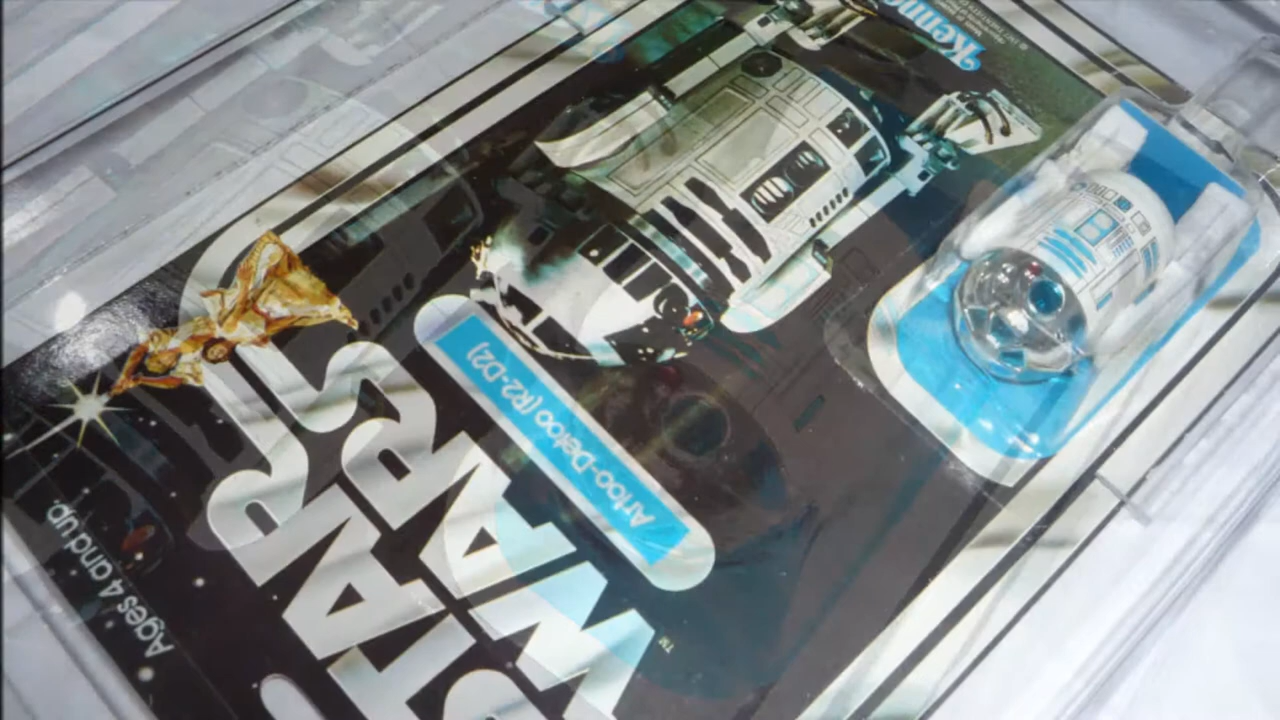 STAR
WARS
TM
Artoo-Detoo (R2-D2)
Ages 4 and up.
Kenner